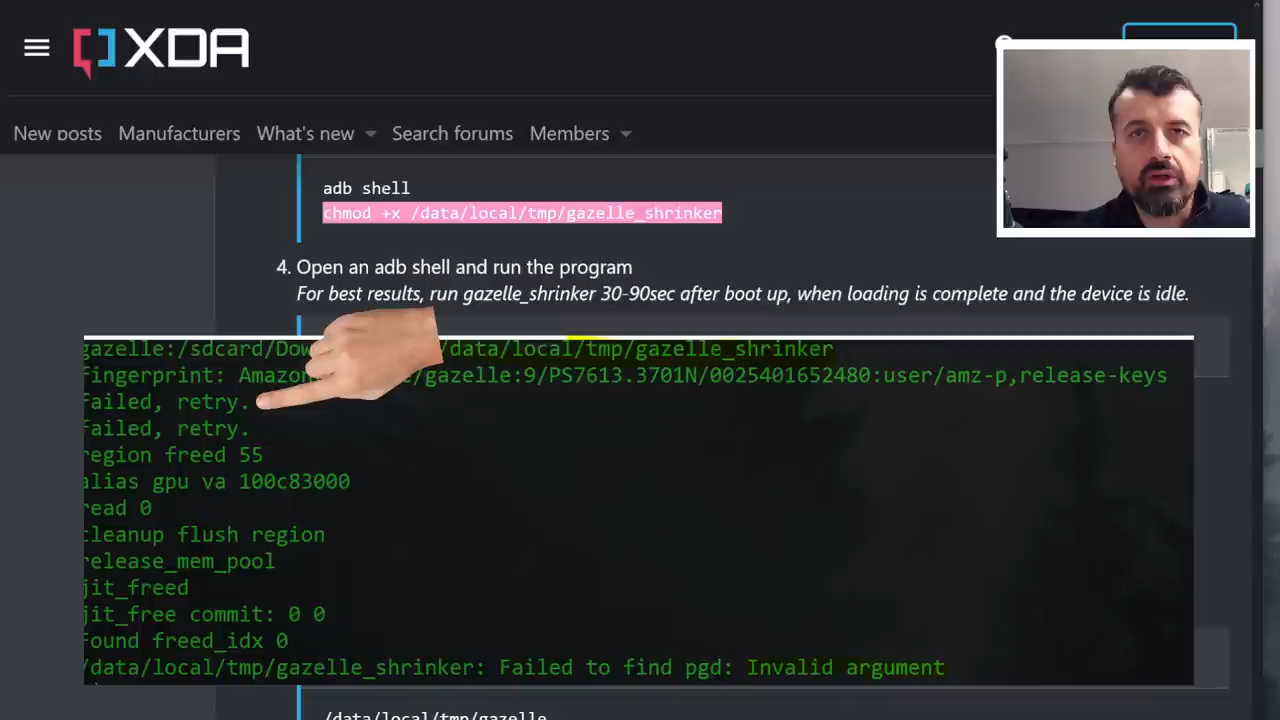 XDA
New posts Manufacturers What's new Search forums Members
adb shell
chmod +x /data/local/tmp/gazelle_shrinker
4. Open an adb shell and run the program
For best results, run gazelle_shrinker 30-90sec after boot up, when loading is complete and the device is idle.
gazelle:/sdcard/Dow /data/local/tmp/gazelle_shrinker
fingerprint: Amazon /gazelle:9/PS7613.3701N/0025401652480:user/amz-p,release-keys
failed, retry.
failed, retry.
region freed 55
alias gpu va 100c83000
read 0
cleanup flush region
release_mem_pool
jit_freed
jit_free commit: 0 0
Found freed_idx 0
/data/local/tmp/gazelle_shrinker: Failed to find pgd: Invalid argument
/data/local/tmp/gazelle